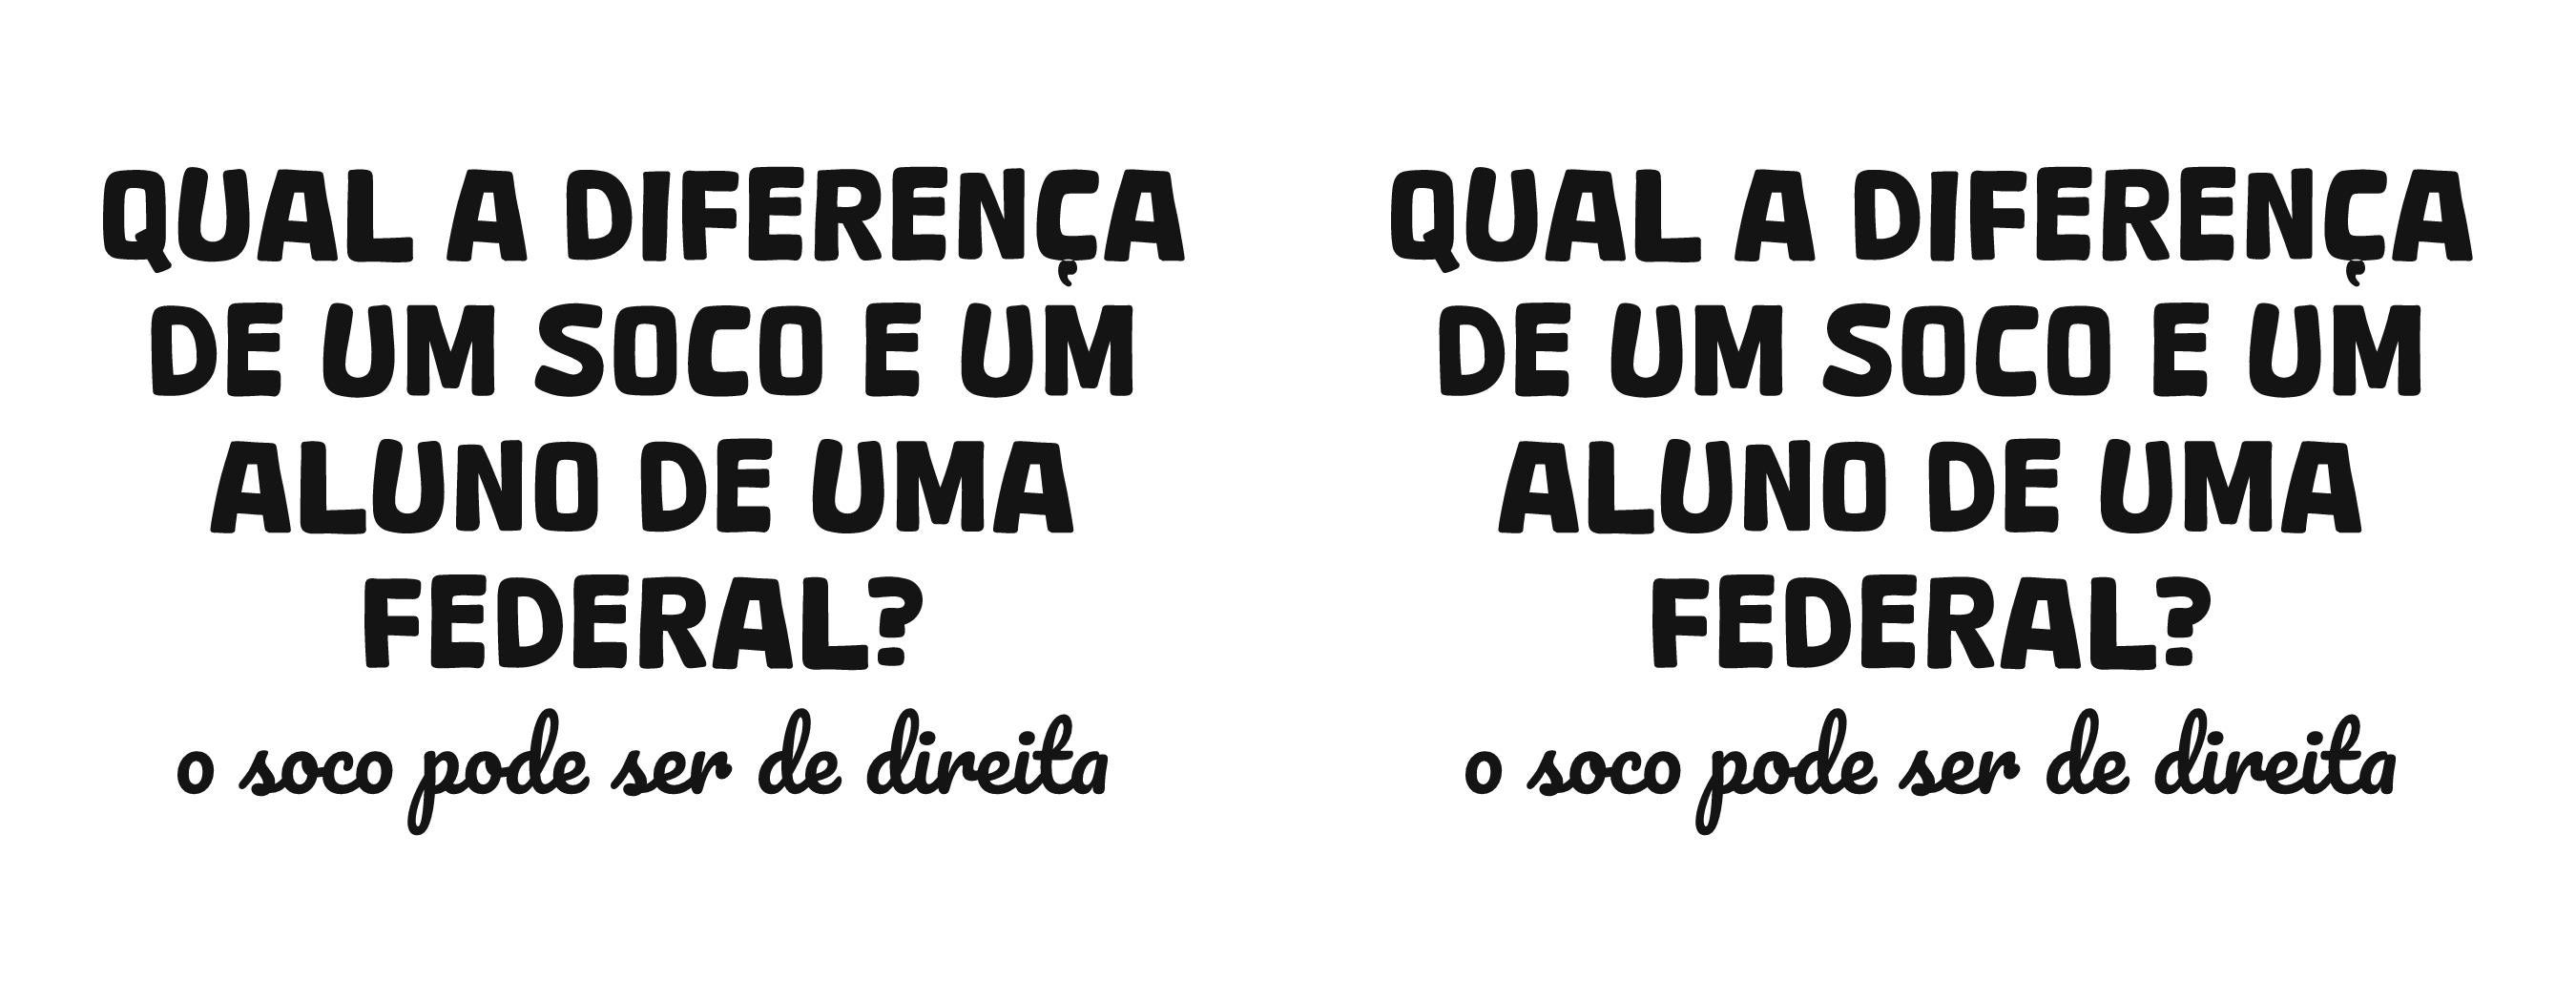 QUAL A DIFERENÇA
DE UM SOCO E UM
ALUNO DE UMA
FEDERAL?
o soco pode ser de direita
QUAL A DIFERENÇA
DE UM SOCO E UM
ALUNO DE UMA
FEDERAL?
o soco pode ser de direita